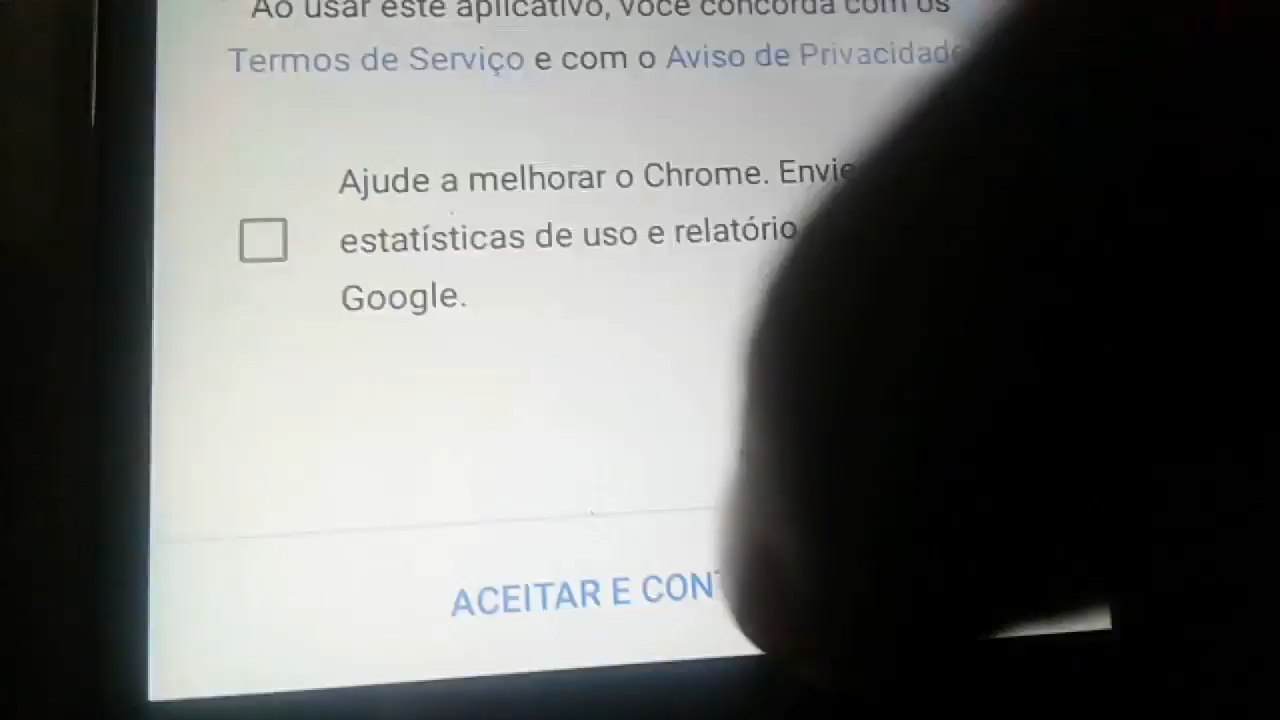 Ao usar este aplicativo, você concorda com os
Termos de Serviço e com o Aviso de Privacidade
Ajude a melhorar o Chrome. Envie
estatísticas de uso e relatório
Google.
ACEITAR E CONT